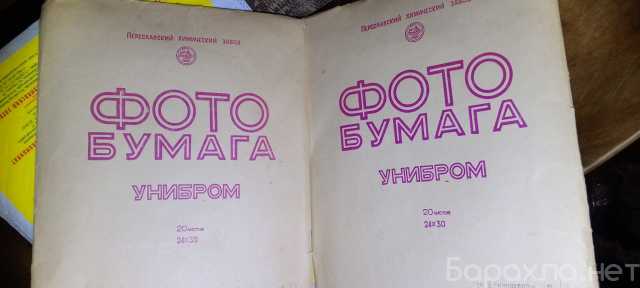 Переславский химический завод
ФОТО
БУМАГА
УНИБРОМ
20 листов
24×30
Переславский химический завод
ФОТО
БУМАГА
УНИБРОМ
20 листов
24×30
Барахла.нет